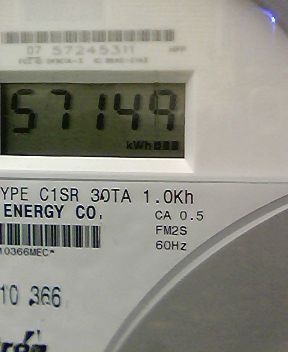 07 57245311
57149
kWh
YPE C1SR 30TA 1.0Kh
ENERGY CO.
CA 0.5
FM2S
60Hz
10366MEC*
10 366